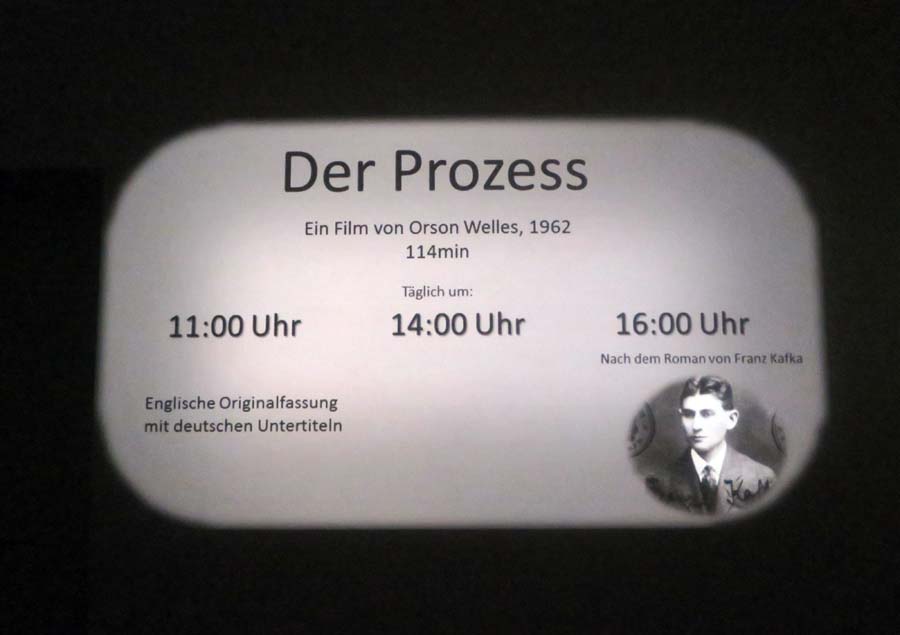 Der Prozess
Ein Film von Orson Welles, 1962
114min
Täglich um:
11:00 Uhr 14:00 Uhr 16:00 Uhr
Nach dem Roman von Franz Kafka
Englische Originalfassung
mit deutschen Untertiteln